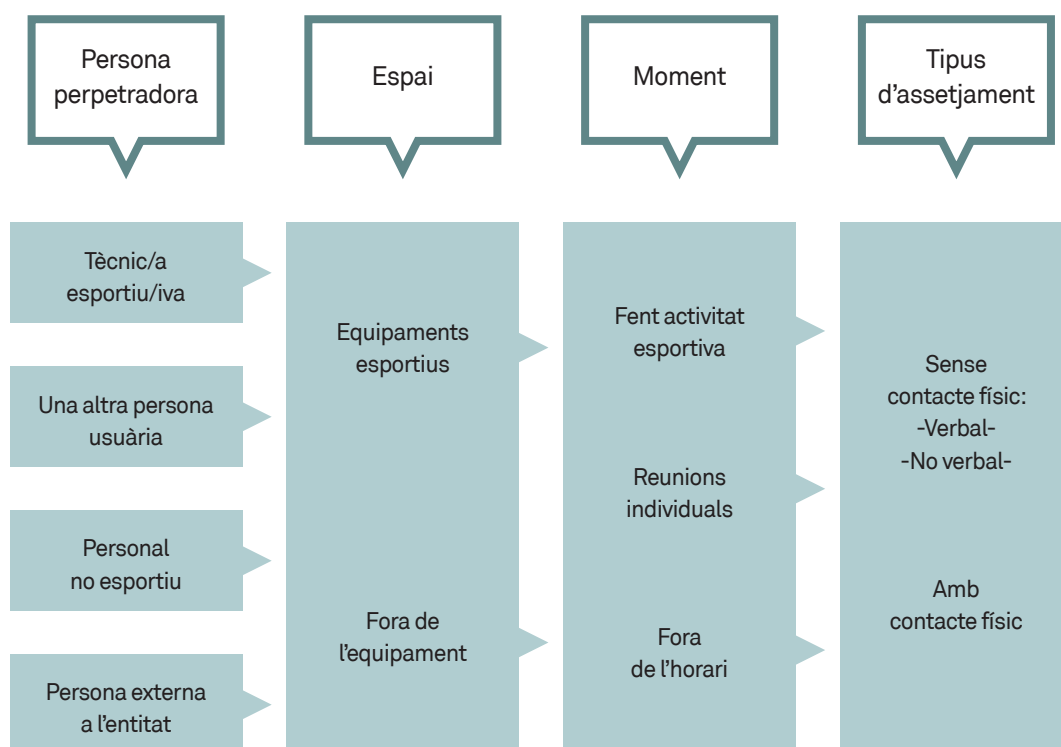 Persona
perpetradora
Espai
Moment
Tipus
d’assetjament
Tècnic/a
esportiu/iva
Una altra persona
usuària
Personal
no esportiu
Persona externa
a l’entitat
Equipaments
esportius
Fora de
l’equipament
Fent activitat
esportiva
Reunions
individuals
Fora
de l’horari
Sense
contacte físic:
-Verbal-
-No verbal-
Amb
contacte físic